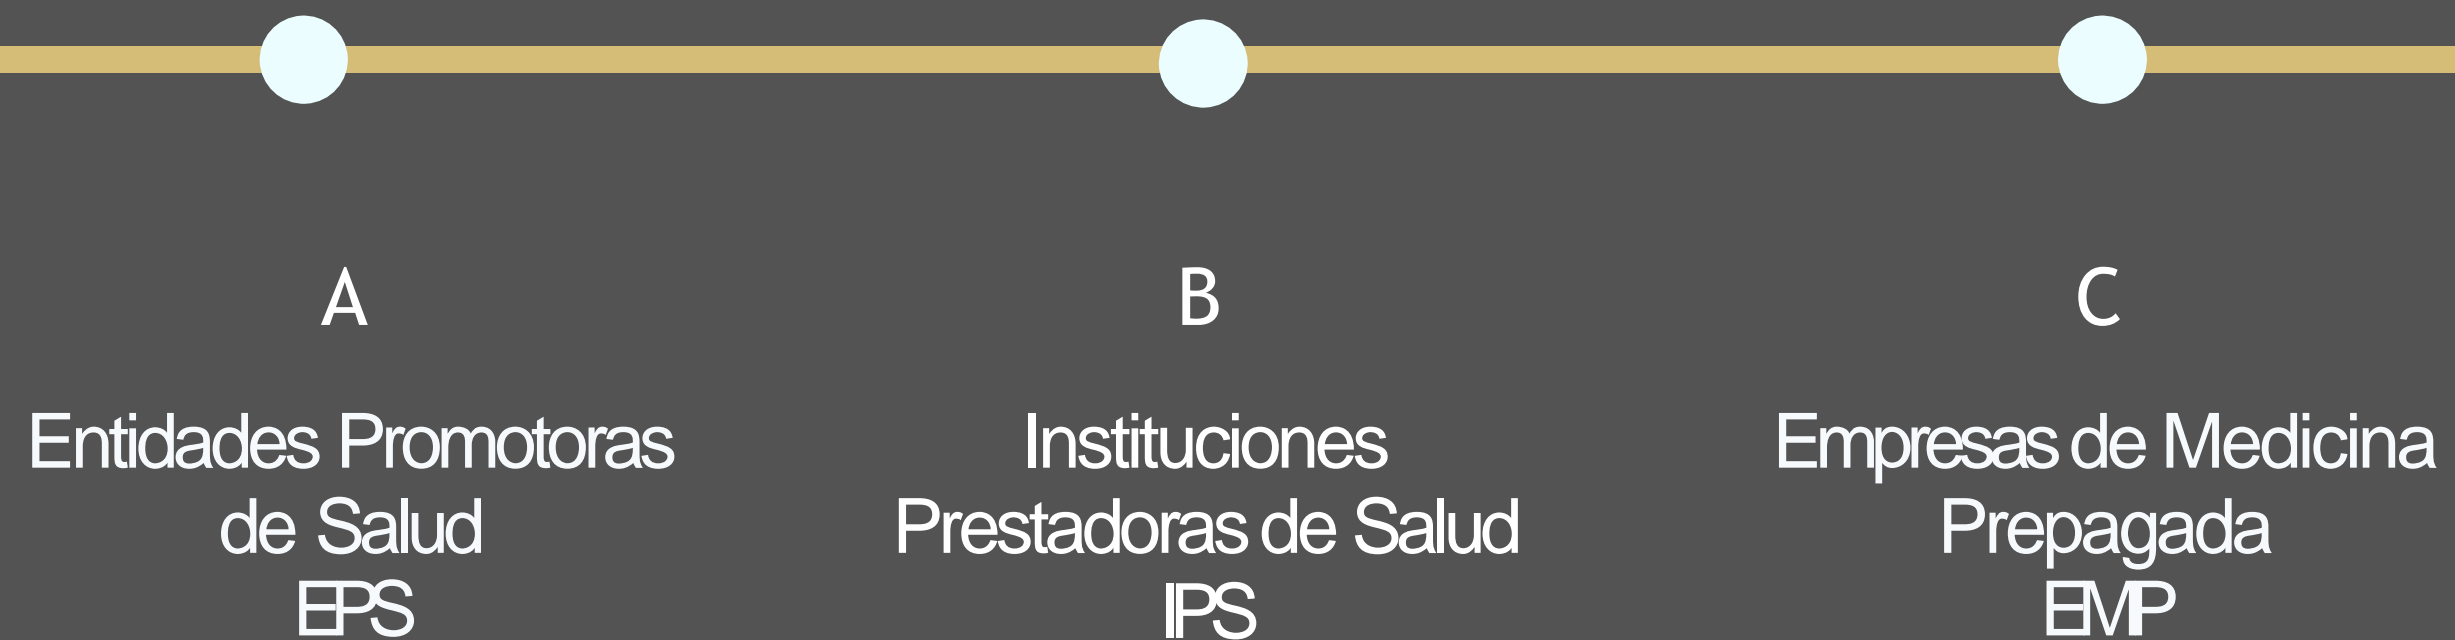 A
Entidades Promotoras
de Salud
EPS
B
Instituciones
Prestadoras de Salud
IPS
C
Empresas de Medicina
Prepagada
EMP